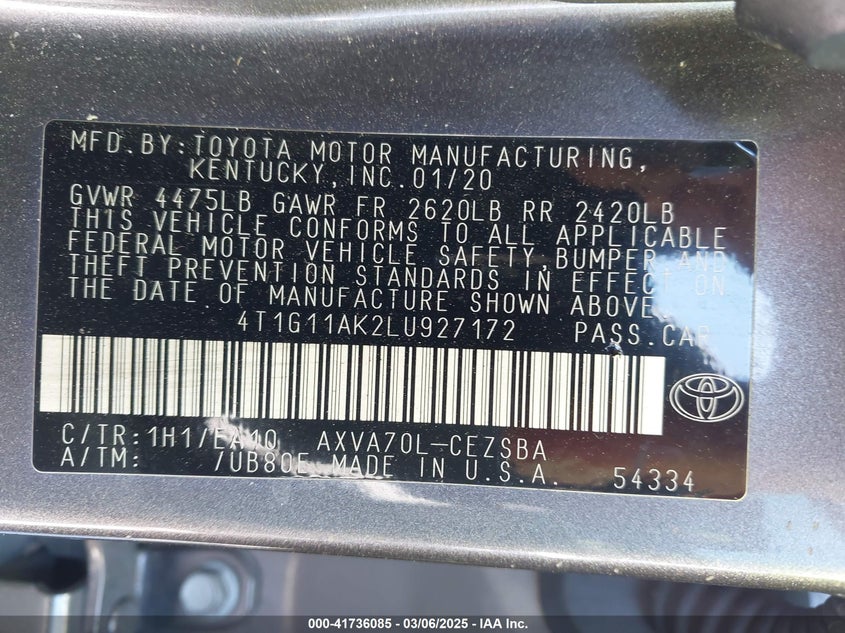 MFD.BY:TOYOTA MOTOR MANUFACTURING,
KENTUCKY,INC.01/20
GVWR 4475LB GAWR FR 2620LB RR 2420LB
THIS VEHICLE CONFORMS TO ALL APPLICABLE
FEDERAL MOTOR VEHICLE SAFETY,BUMPER AND
THEFT PREVENTION STANDARDS IN EFFECT ON
THE DATE OF MANUFACTURE SHOWN ABOVE.
4T1G11AK2LU927172 PASS.CAR
C/TR:1H1/EA10 AXVA70L-CEZSBA
A/TM: /UB80E MADE IN U.S.A. 54334
000-41736085 — 03/06/2025 — IAA Inc.